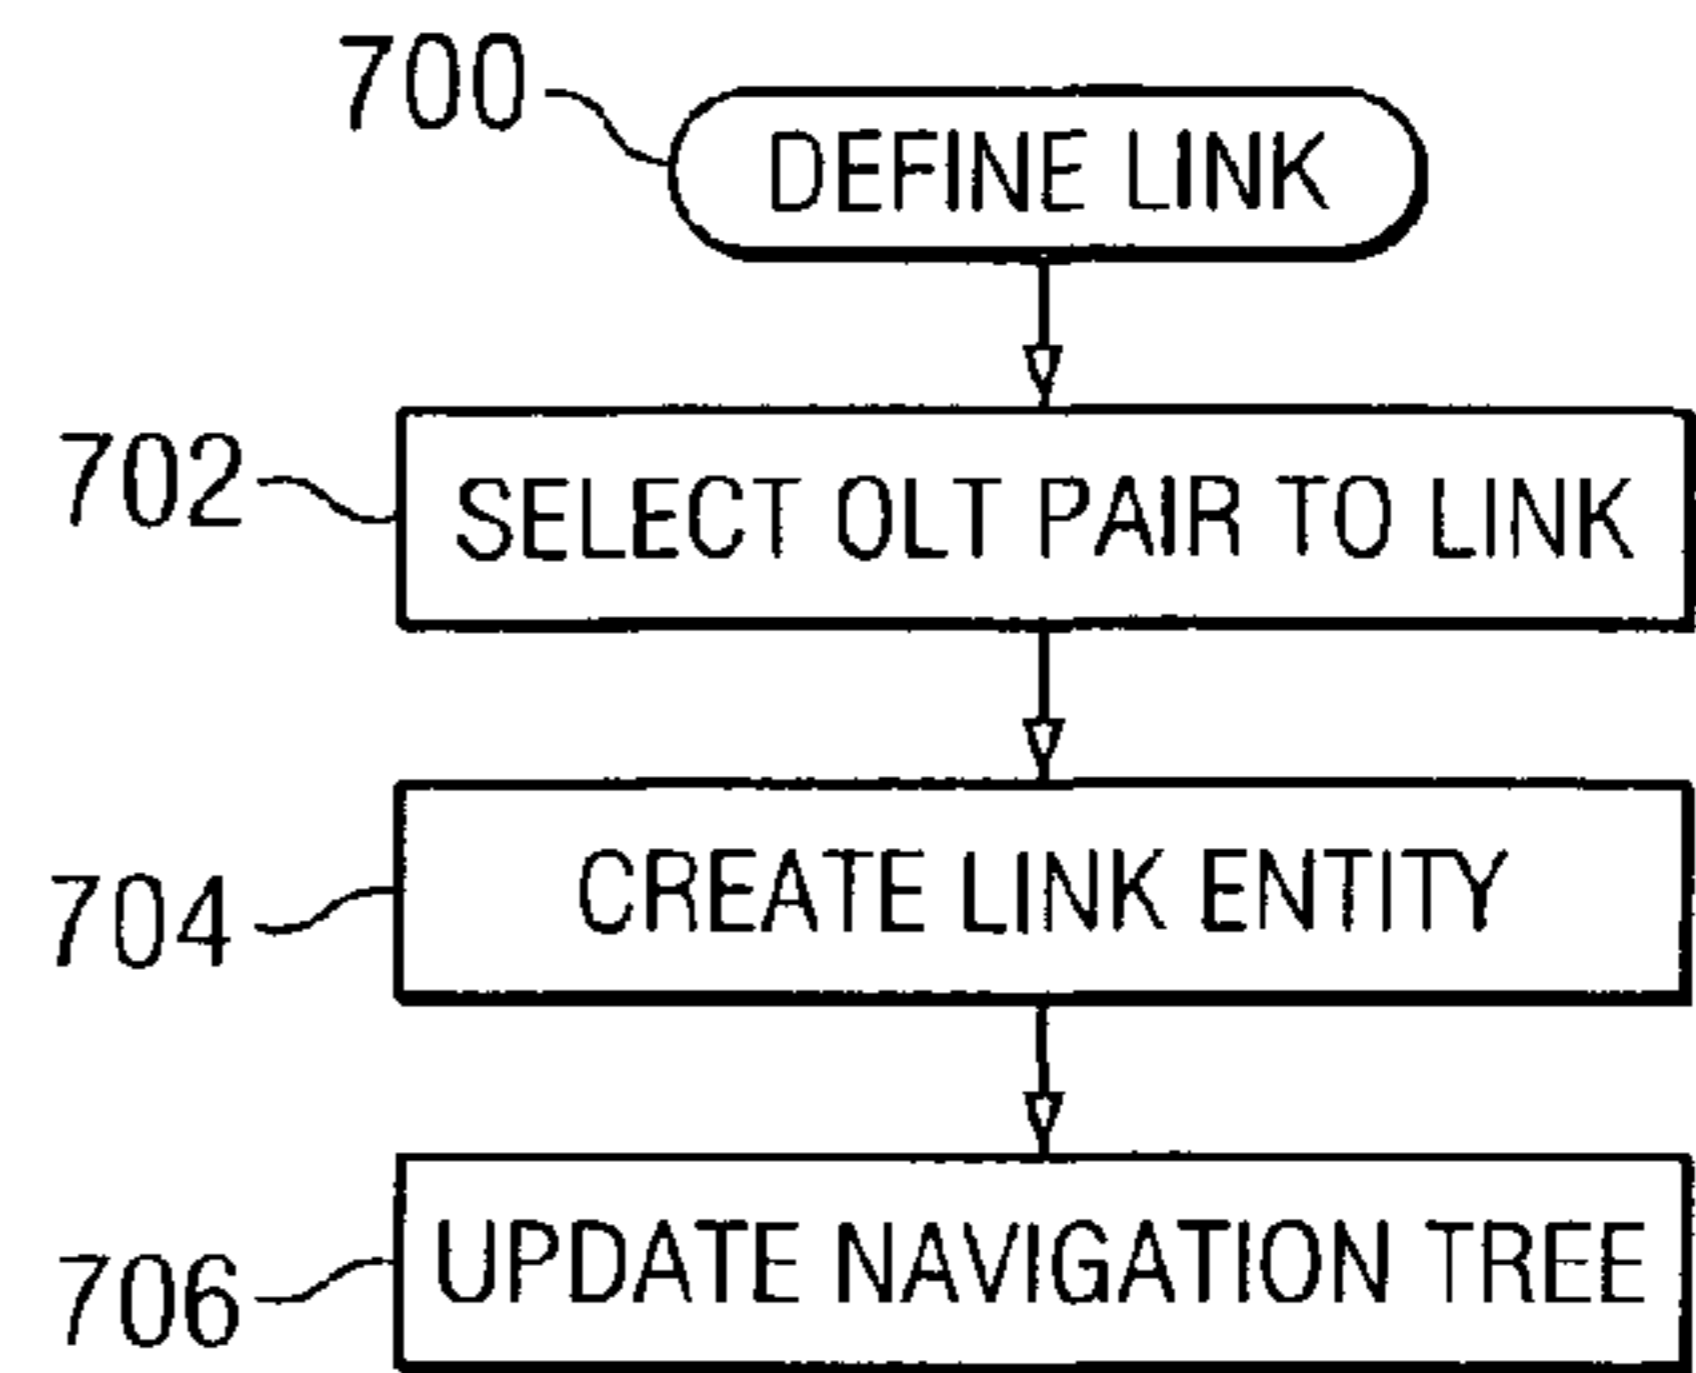 700
DEFINE LINK
702
SELECT OLT PAIR TO LINK
704
CREATE LINK ENTITY
706
UPDATE NAVIGATION TREE